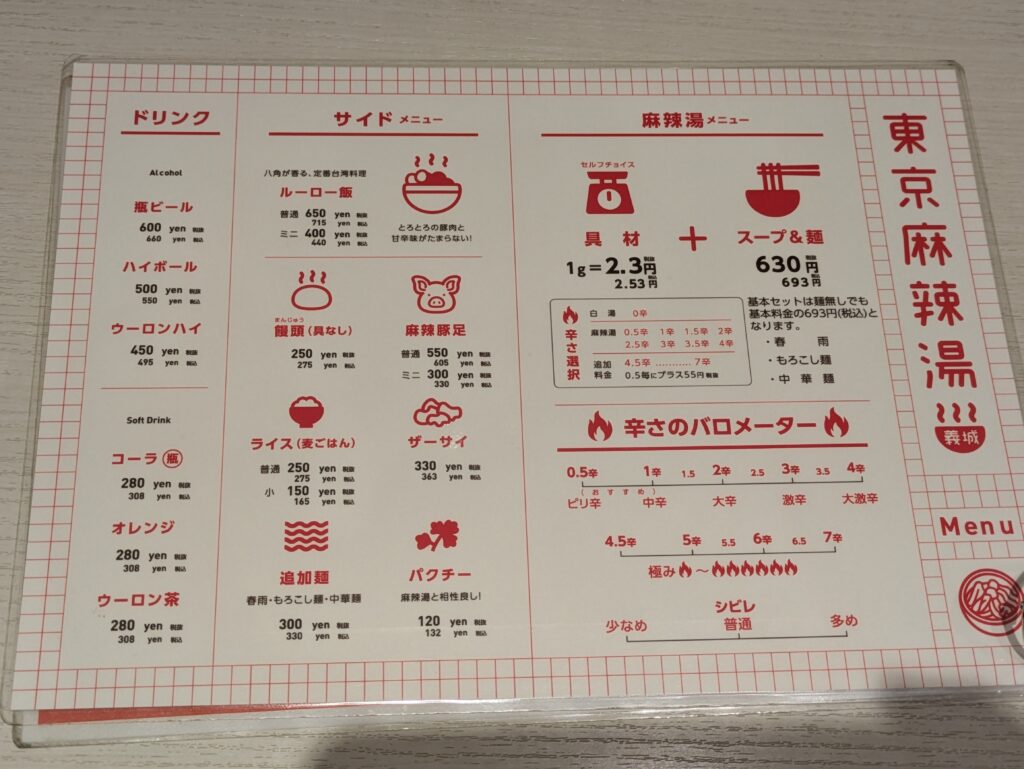 ドリンク
Alcohol
瓶ビール
600 yen 税抜
660 yen 税込
ハイボール
500 yen 税抜
550 yen 税込
ウーロンハイ
450 yen 税抜
495 yen 税込
Soft Drink
コーラ 瓶
280 yen 税抜
308 yen 税込
オレンジ
280 yen 税抜
308 yen 税込
ウーロン茶
280 yen 税抜
308 yen 税込
サイド メニュー
八角が香る、定番台湾料理
ルーロー飯
普通 650 yen 税抜
715 yen 税込
ミニ 400 yen 税抜
440 yen 税込
とろとろの豚肉と
甘辛味がたまらない!
まんじゅう
饅頭(具なし)
250 yen 税抜
275 yen 税込
麻辣豚足
普通 550 yen 税抜
605 yen 税込
ミニ 300 yen 税抜
330 yen 税込
ライス(麦ごはん)
普通 250 yen 税抜
275 yen 税込
小 150 yen 税抜
165 yen 税込
ザーサイ
330 yen 税抜
363 yen 税込
追加麺
春雨・もろこし麺・中華麺
300 yen 税抜
330 yen 税込
パクチー
麻辣湯と相性良し!
120 yen 税抜
132 yen 税込
麻辣湯 メニュー
セルフチョイス
具材 + スープ&麺
1g=2.3円 税抜
2.53円 税込
630円 税抜
693円 税込
辛さ選択
白湯 0辛
麻辣湯 0.5辛 1辛 1.5辛 2辛
2.5辛 3辛 3.5辛 4辛
追加料金 4.5辛 ………… 7辛
0.5毎にプラス55円 税抜
基本セットは麺無しでも
基本料金の693円(税込)と
なります。
・春雨
・もろこし麺
・中華麺
辛さのバロメーター
0.5辛 1辛 1.5 2辛 2.5 3辛 3.5 4辛
(おすすめ)
ピリ辛 中辛 大辛 激辛 大激辛
4.5辛 5辛 5.5 6辛 6.5 7辛
極み 〜
シビレ
少なめ 普通 多め
東京麻辣湯
義城
Menu